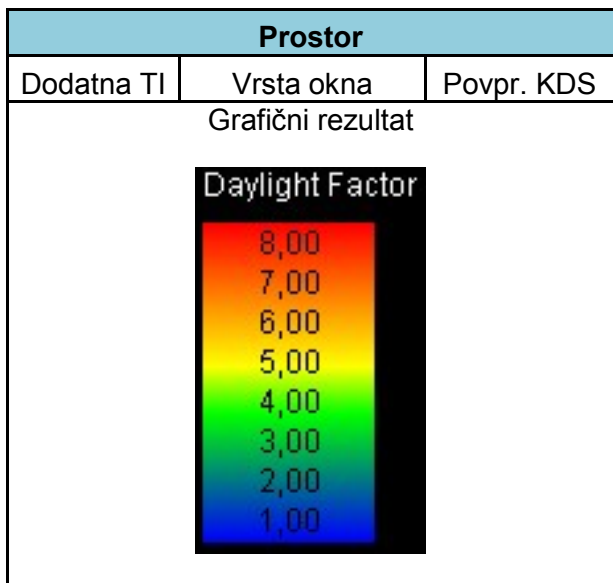 Prostor
Dodatna TI Vrsta okna Povpr. KDS
Grafični rezultat
Daylight Factor
8,00
7,00
6,00
5,00
4,00
3,00
2,00
1,00